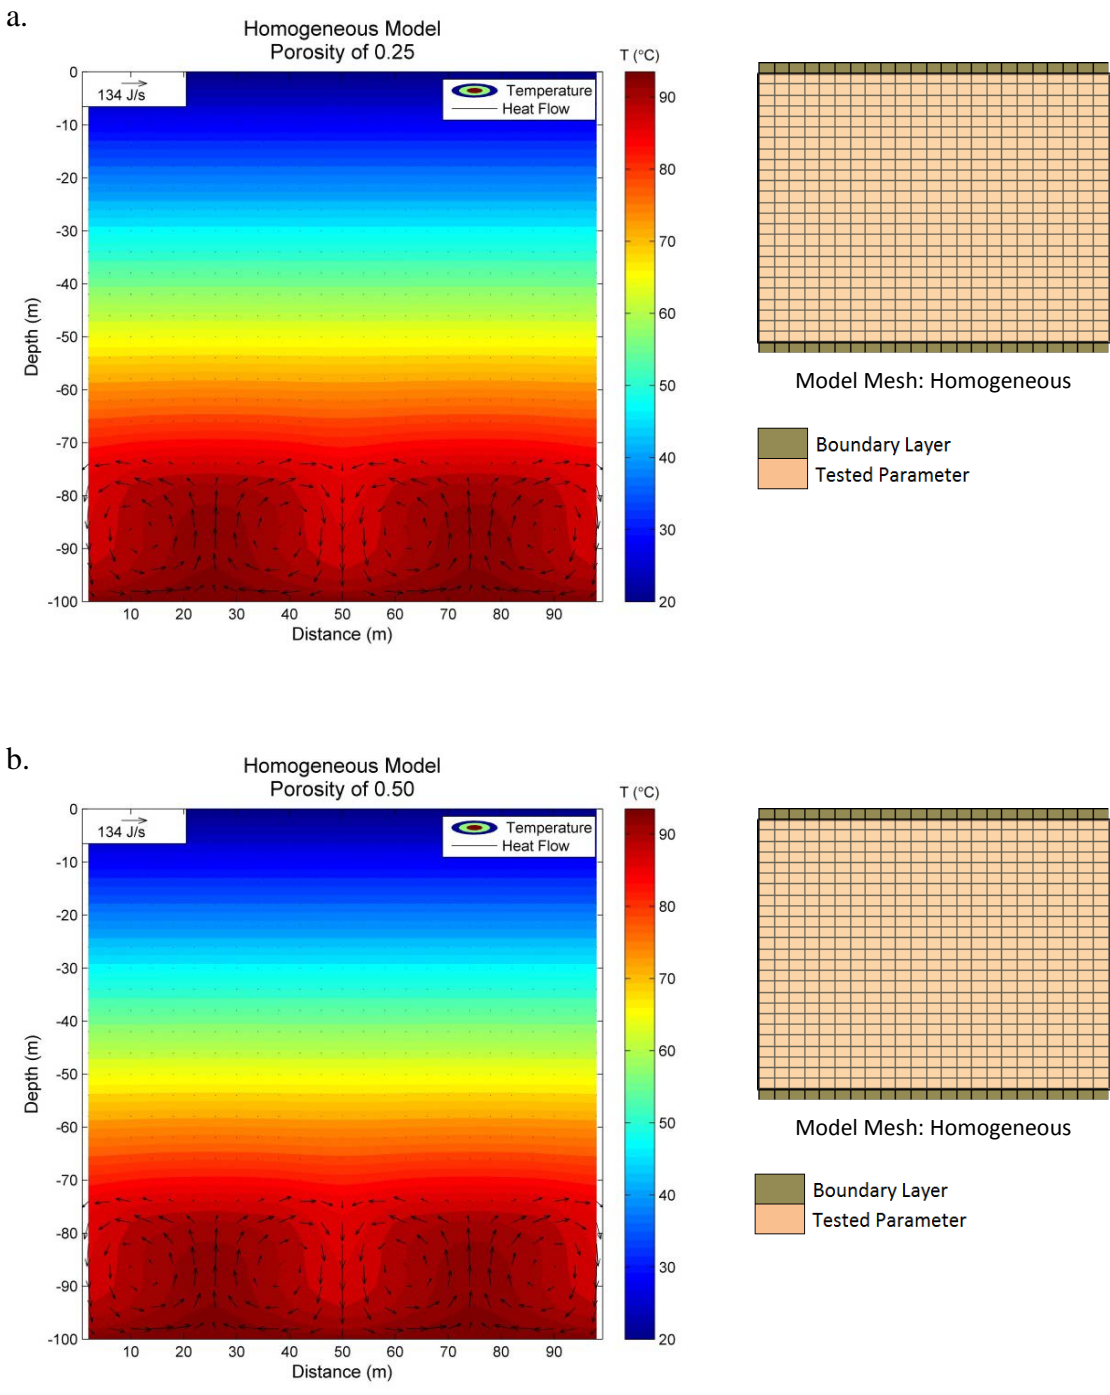 a.
Homogeneous Model
Porosity of 0.25
T (°C)
134 J/s
Temperature
Heat Flow
0
-10
-20
-30
-40
-50
-60
-70
-80
-90
-100
Depth (m)
10 20 30 40 50 60 70 80 90
Distance (m)
90
80
70
60
50
40
30
20
Model Mesh: Homogeneous
Boundary Layer
Tested Parameter
b.
Homogeneous Model
Porosity of 0.50
T (°C)
134 J/s
Temperature
Heat Flow
0
-10
-20
-30
-40
-50
-60
-70
-80
-90
-100
Depth (m)
10 20 30 40 50 60 70 80 90
Distance (m)
90
80
70
60
50
40
30
20
Model Mesh: Homogeneous
Boundary Layer
Tested Parameter